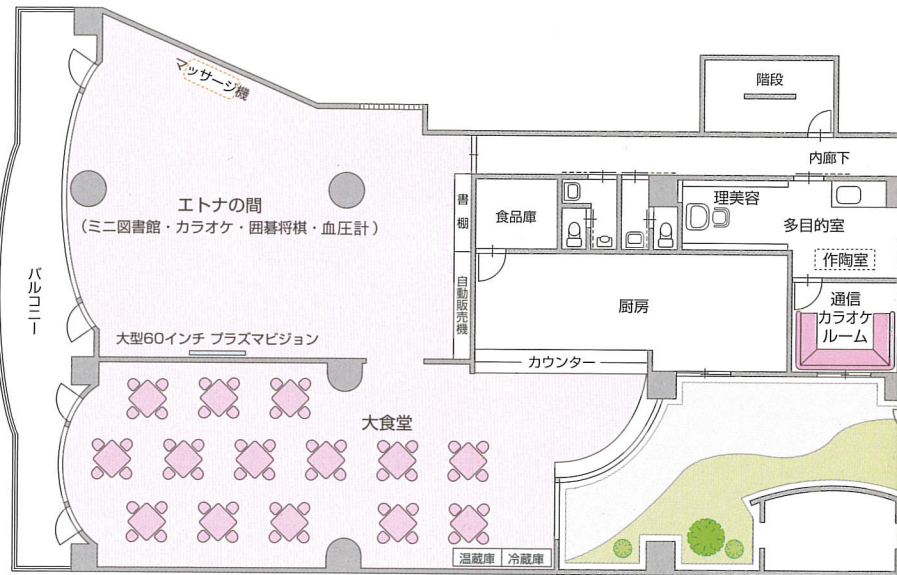 マッサージ機
階段
内廊下
エトナの間
(ミニ図書館・カラオケ・囲碁将棋・血圧計)
書棚
食品庫
理美容
多目的室
作陶室
バルコニー
自動販売機
厨房
通信
カラオケ
ルーム
大型60インチ プラズマビジョン
カウンター
大食堂
温蔵庫 冷蔵庫